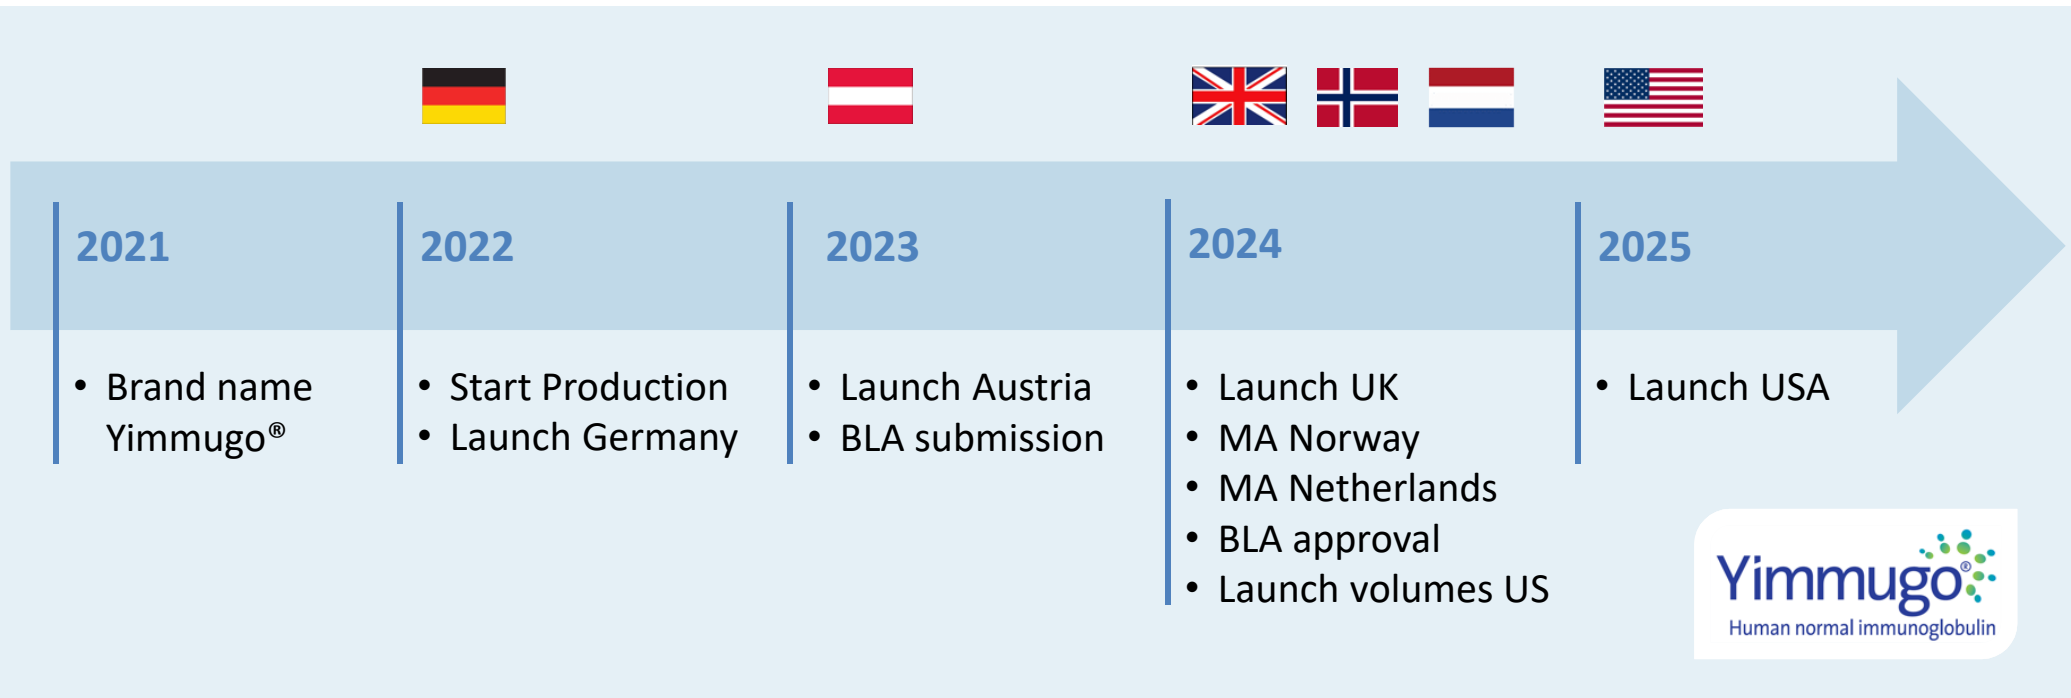 2021
2022
2023
2024
2025
• Brand name
Yimmugo®
• Start Production
• Launch Germany
• Launch Austria
• BLA submission
• Launch UK
• MA Norway
• MA Netherlands
• BLA approval
• Launch volumes US
• Launch USA
Yimmugo®
Human normal immunoglobulin